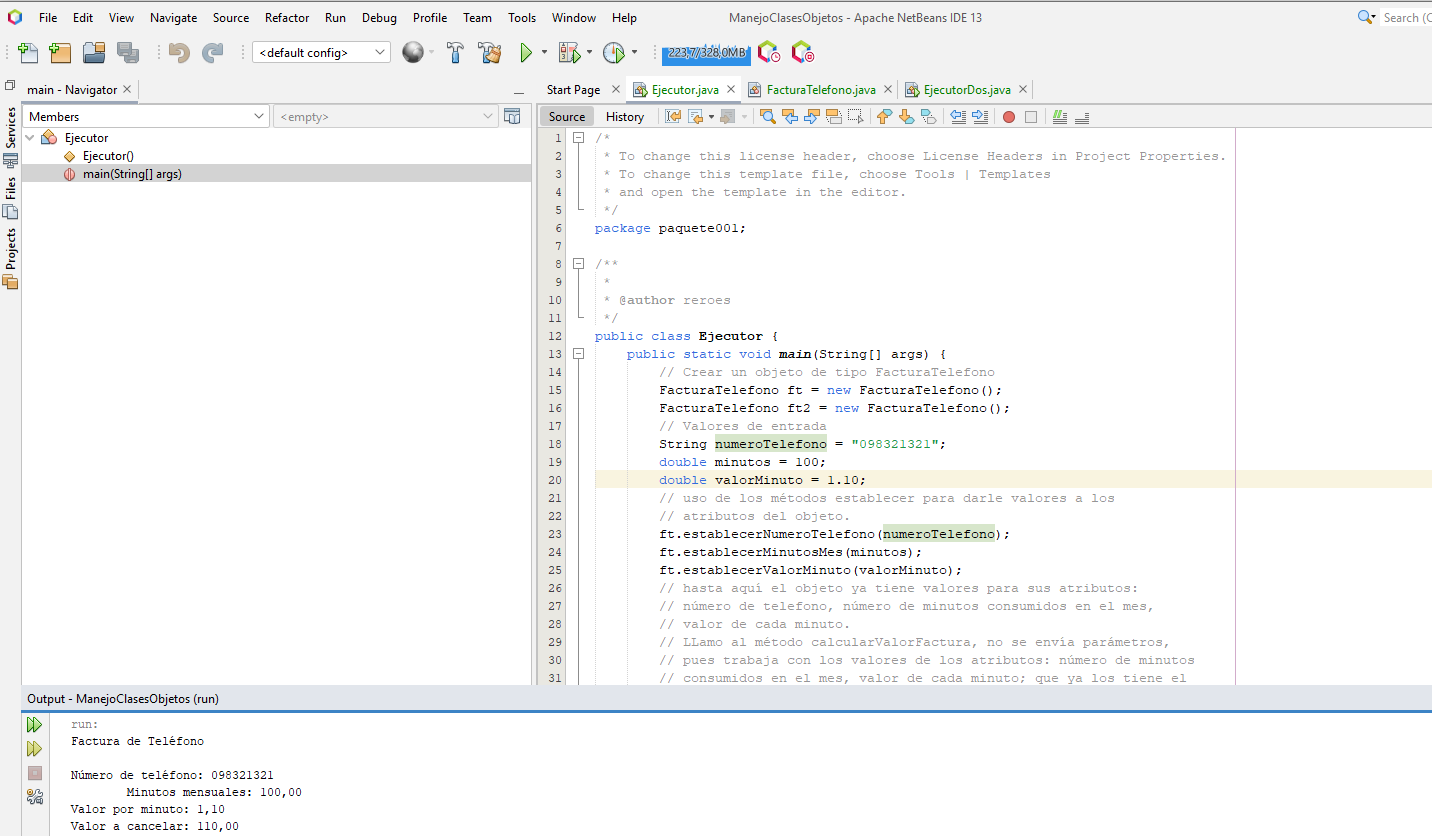 File Edit View Navigate Source Refactor Run Debug Profile Team Tools Window Help ManejoClasesObjetos - Apache NetBeans IDE 13 Search (C
<default config> 223,7/328,0MB
main - Navigator Start Page Ejecutor.java FacturaTelefono.java EjecutorDos.java
Members <empty> Source History
Services
Files
Projects
Ejecutor
Ejecutor()
main(String[] args)
1 /*
2 * To change this license header, choose License Headers in Project Properties.
3 * To change this template file, choose Tools | Templates
4 * and open the template in the editor.
5 */
6 package paquete001;
7
8 /**
9 *
10 * @author reroes
11 */
12 public class Ejecutor {
13 public static void main(String[] args) {
14 // Crear un objeto de tipo FacturaTelefono
15 FacturaTelefono ft = new FacturaTelefono();
16 FacturaTelefono ft2 = new FacturaTelefono();
17 // Valores de entrada
18 String numeroTelefono = "098321321";
19 double minutos = 100;
20 double valorMinuto = 1.10;
21 // uso de los métodos establecer para darle valores a los
22 // atributos del objeto.
23 ft.establecerNumeroTelefono(numeroTelefono);
24 ft.establecerMinutosMes(minutos);
25 ft.establecerValorMinuto(valorMinuto);
26 // hasta aquí el objeto ya tiene valores para sus atributos:
27 // número de telefono, número de minutos consumidos en el mes,
28 // valor de cada minuto.
29 // LLamo al método calcularValorFactura, no se envía parámetros,
30 // pues trabaja con los valores de los atributos: número de minutos
31 // consumidos en el mes, valor de cada minuto; que ya los tiene el
Output - ManejoClasesObjetos (run)
run:
Factura de Teléfono
Número de teléfono: 098321321
Minutos mensuales: 100,00
Valor por minuto: 1,10
Valor a cancelar: 110,00